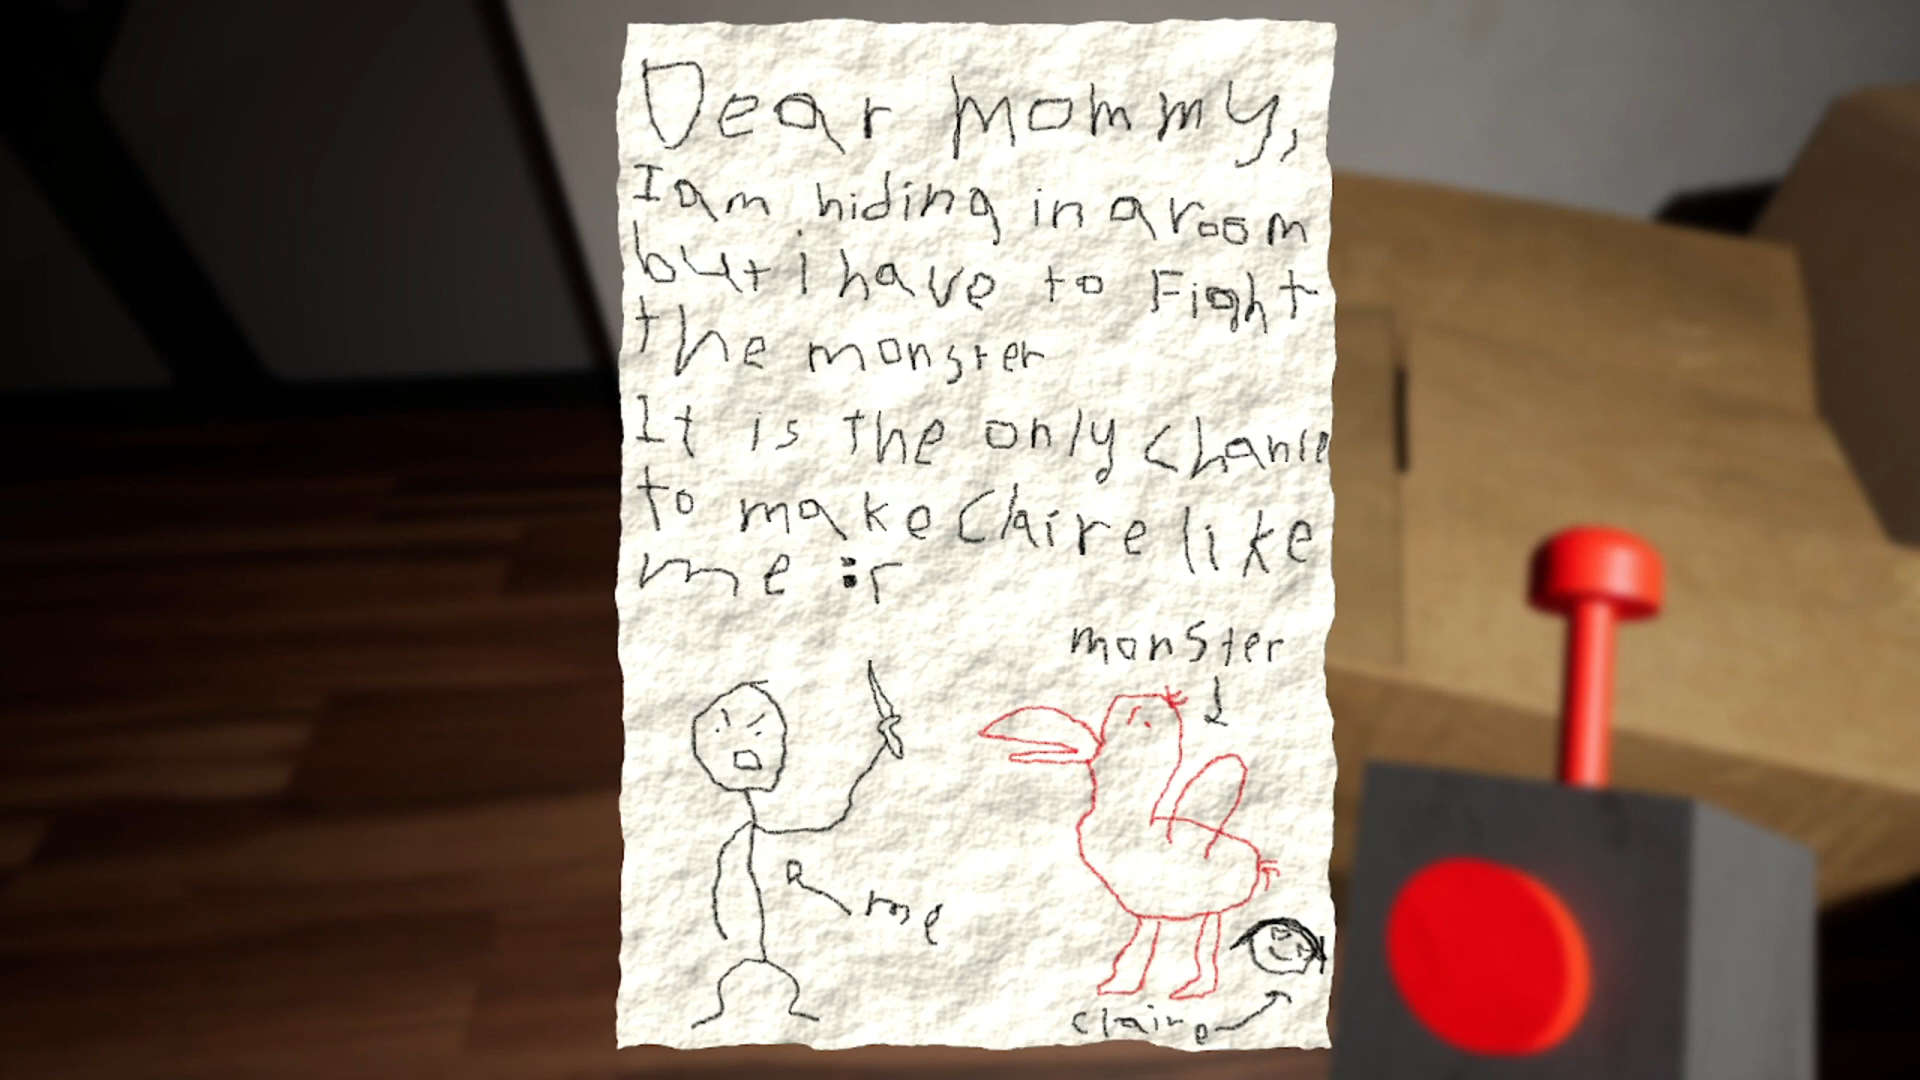 Dear mommy,
I am hiding in a room
but i have to Fight
the monster
It is the only chance
to make Claire like
me :r
monster
me
claire